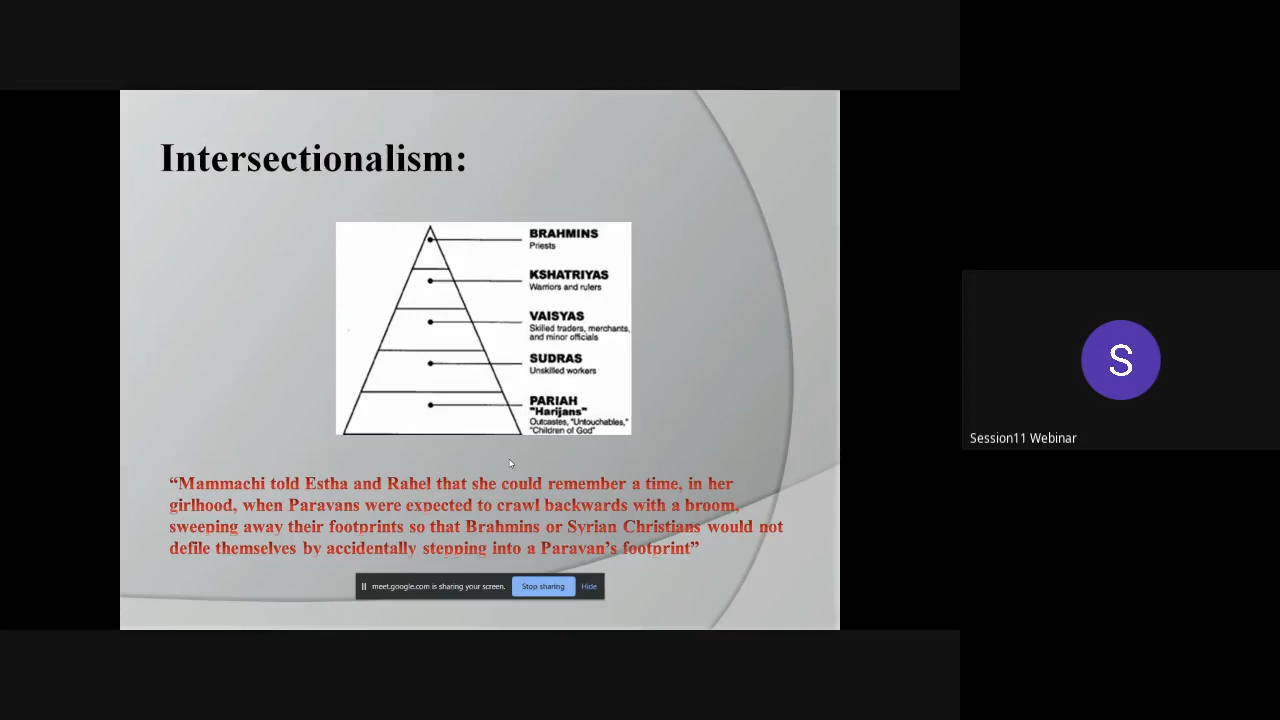 Intersectionalism:
BRAHMINS
Priests
KSHATRIYAS
Warriors and rulers
VAISYAS
Skilled traders, merchants,
and minor officials
SUDRAS
Unskilled workers
PARIAH
"Harijans"
Outcastes, "Untouchables,"
"Children of God"
“Mammachi told Estha and Rahel that she could remember a time, in her
girlhood, when Paravans were expected to crawl backwards with a broom,
sweeping away their footprints so that Brahmins or Syrian Christians would not
defile themselves by accidentally stepping into a Paravan’s footprint”
meet.google.com is sharing your screen. Stop sharing Hide
S
Session11 Webinar